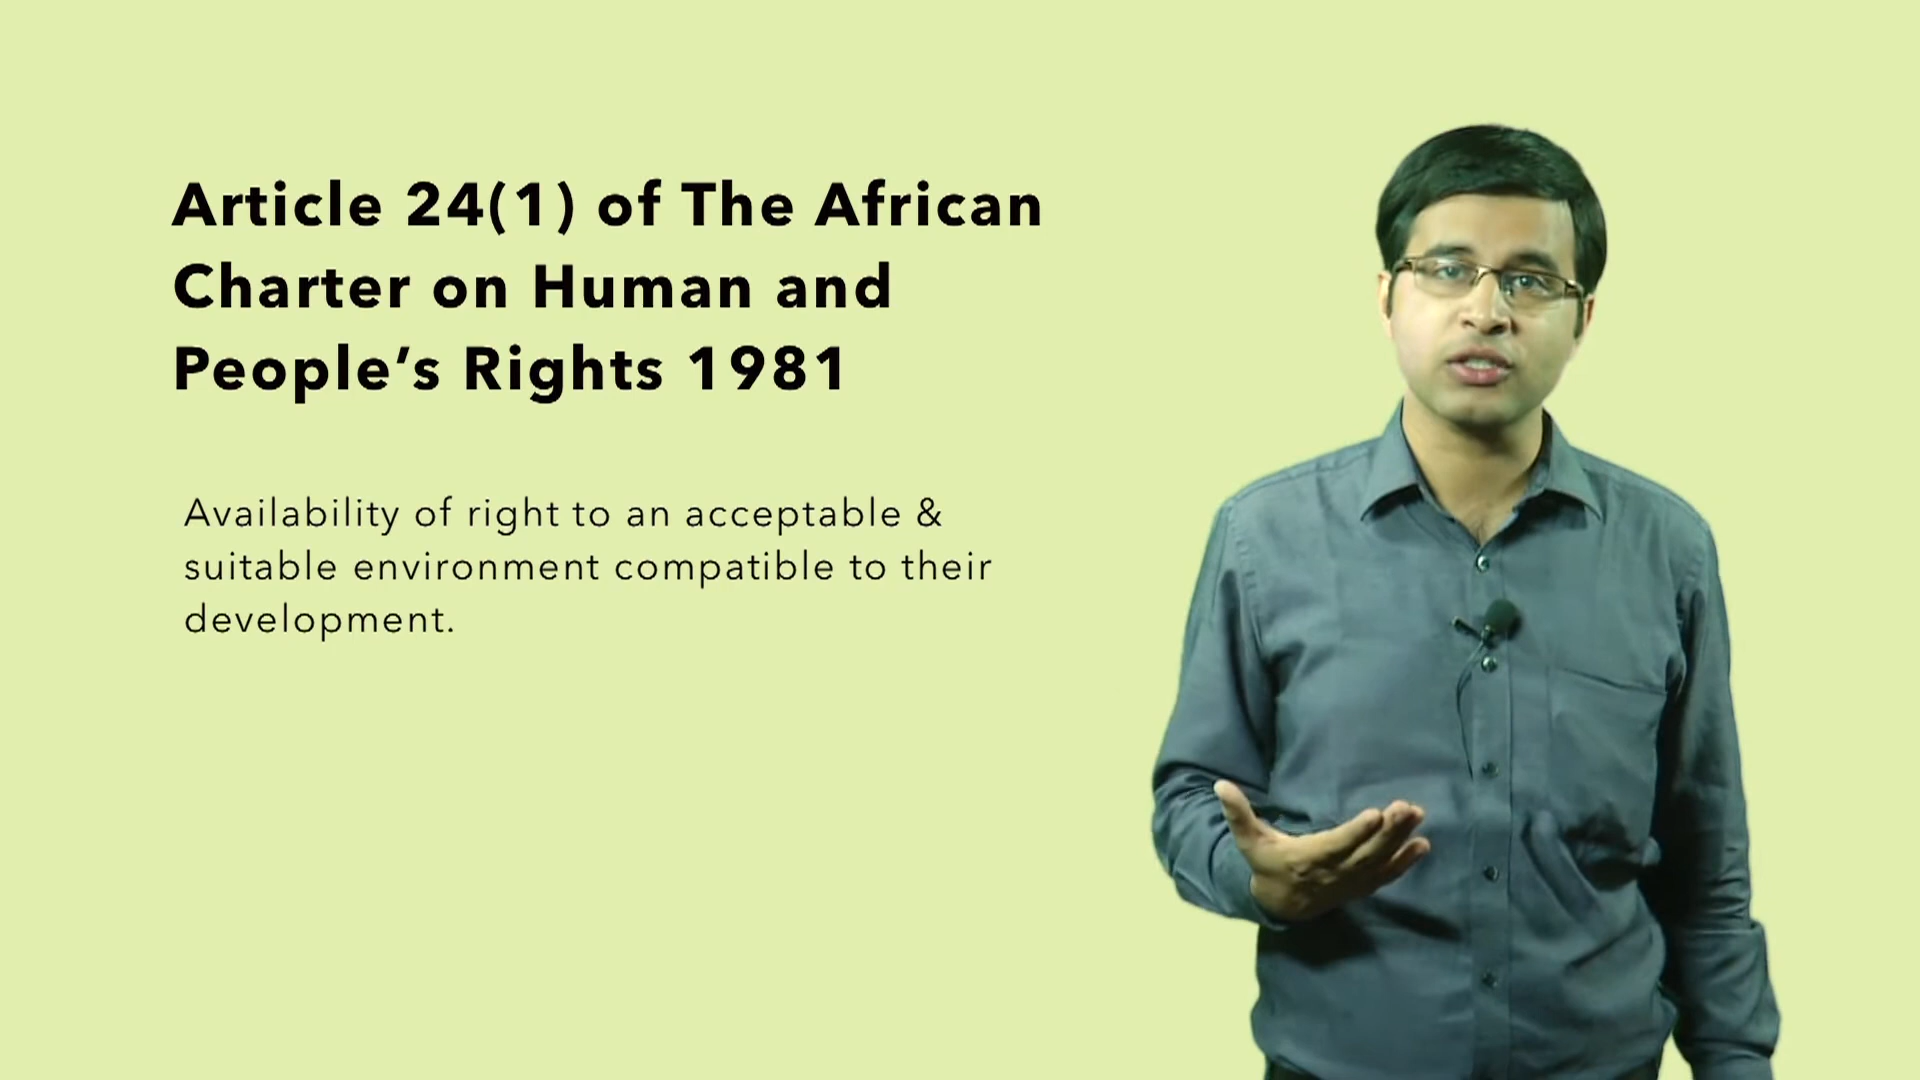 Article 24(1) of The African
Charter on Human and
People’s Rights 1981
Availability of right to an acceptable &
suitable environment compatible to their
development.